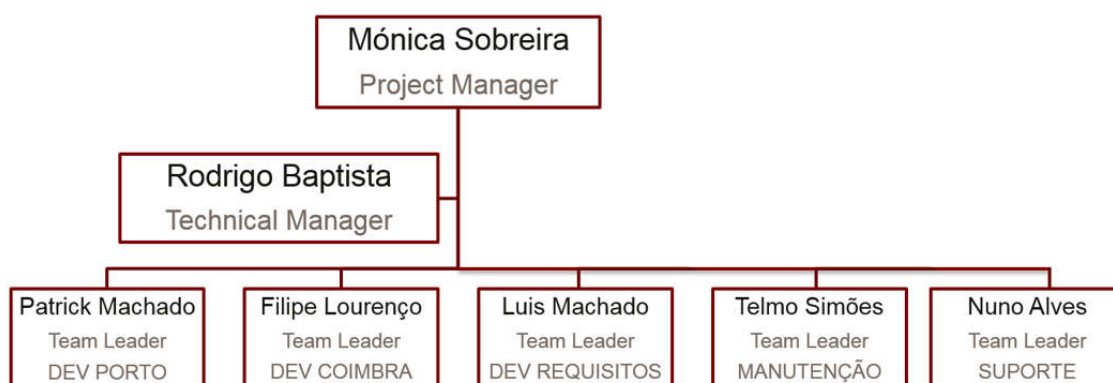 Mónica Sobreira
Project Manager
Rodrigo Baptista
Technical Manager
Patrick Machado
Team Leader
DEV PORTO
Filipe Lourenço
Team Leader
DEV COIMBRA
Luis Machado
Team Leader
DEV REQUISITOS
Telmo Simões
Team Leader
MANUTENÇÃO
Nuno Alves
Team Leader
SUPORTE